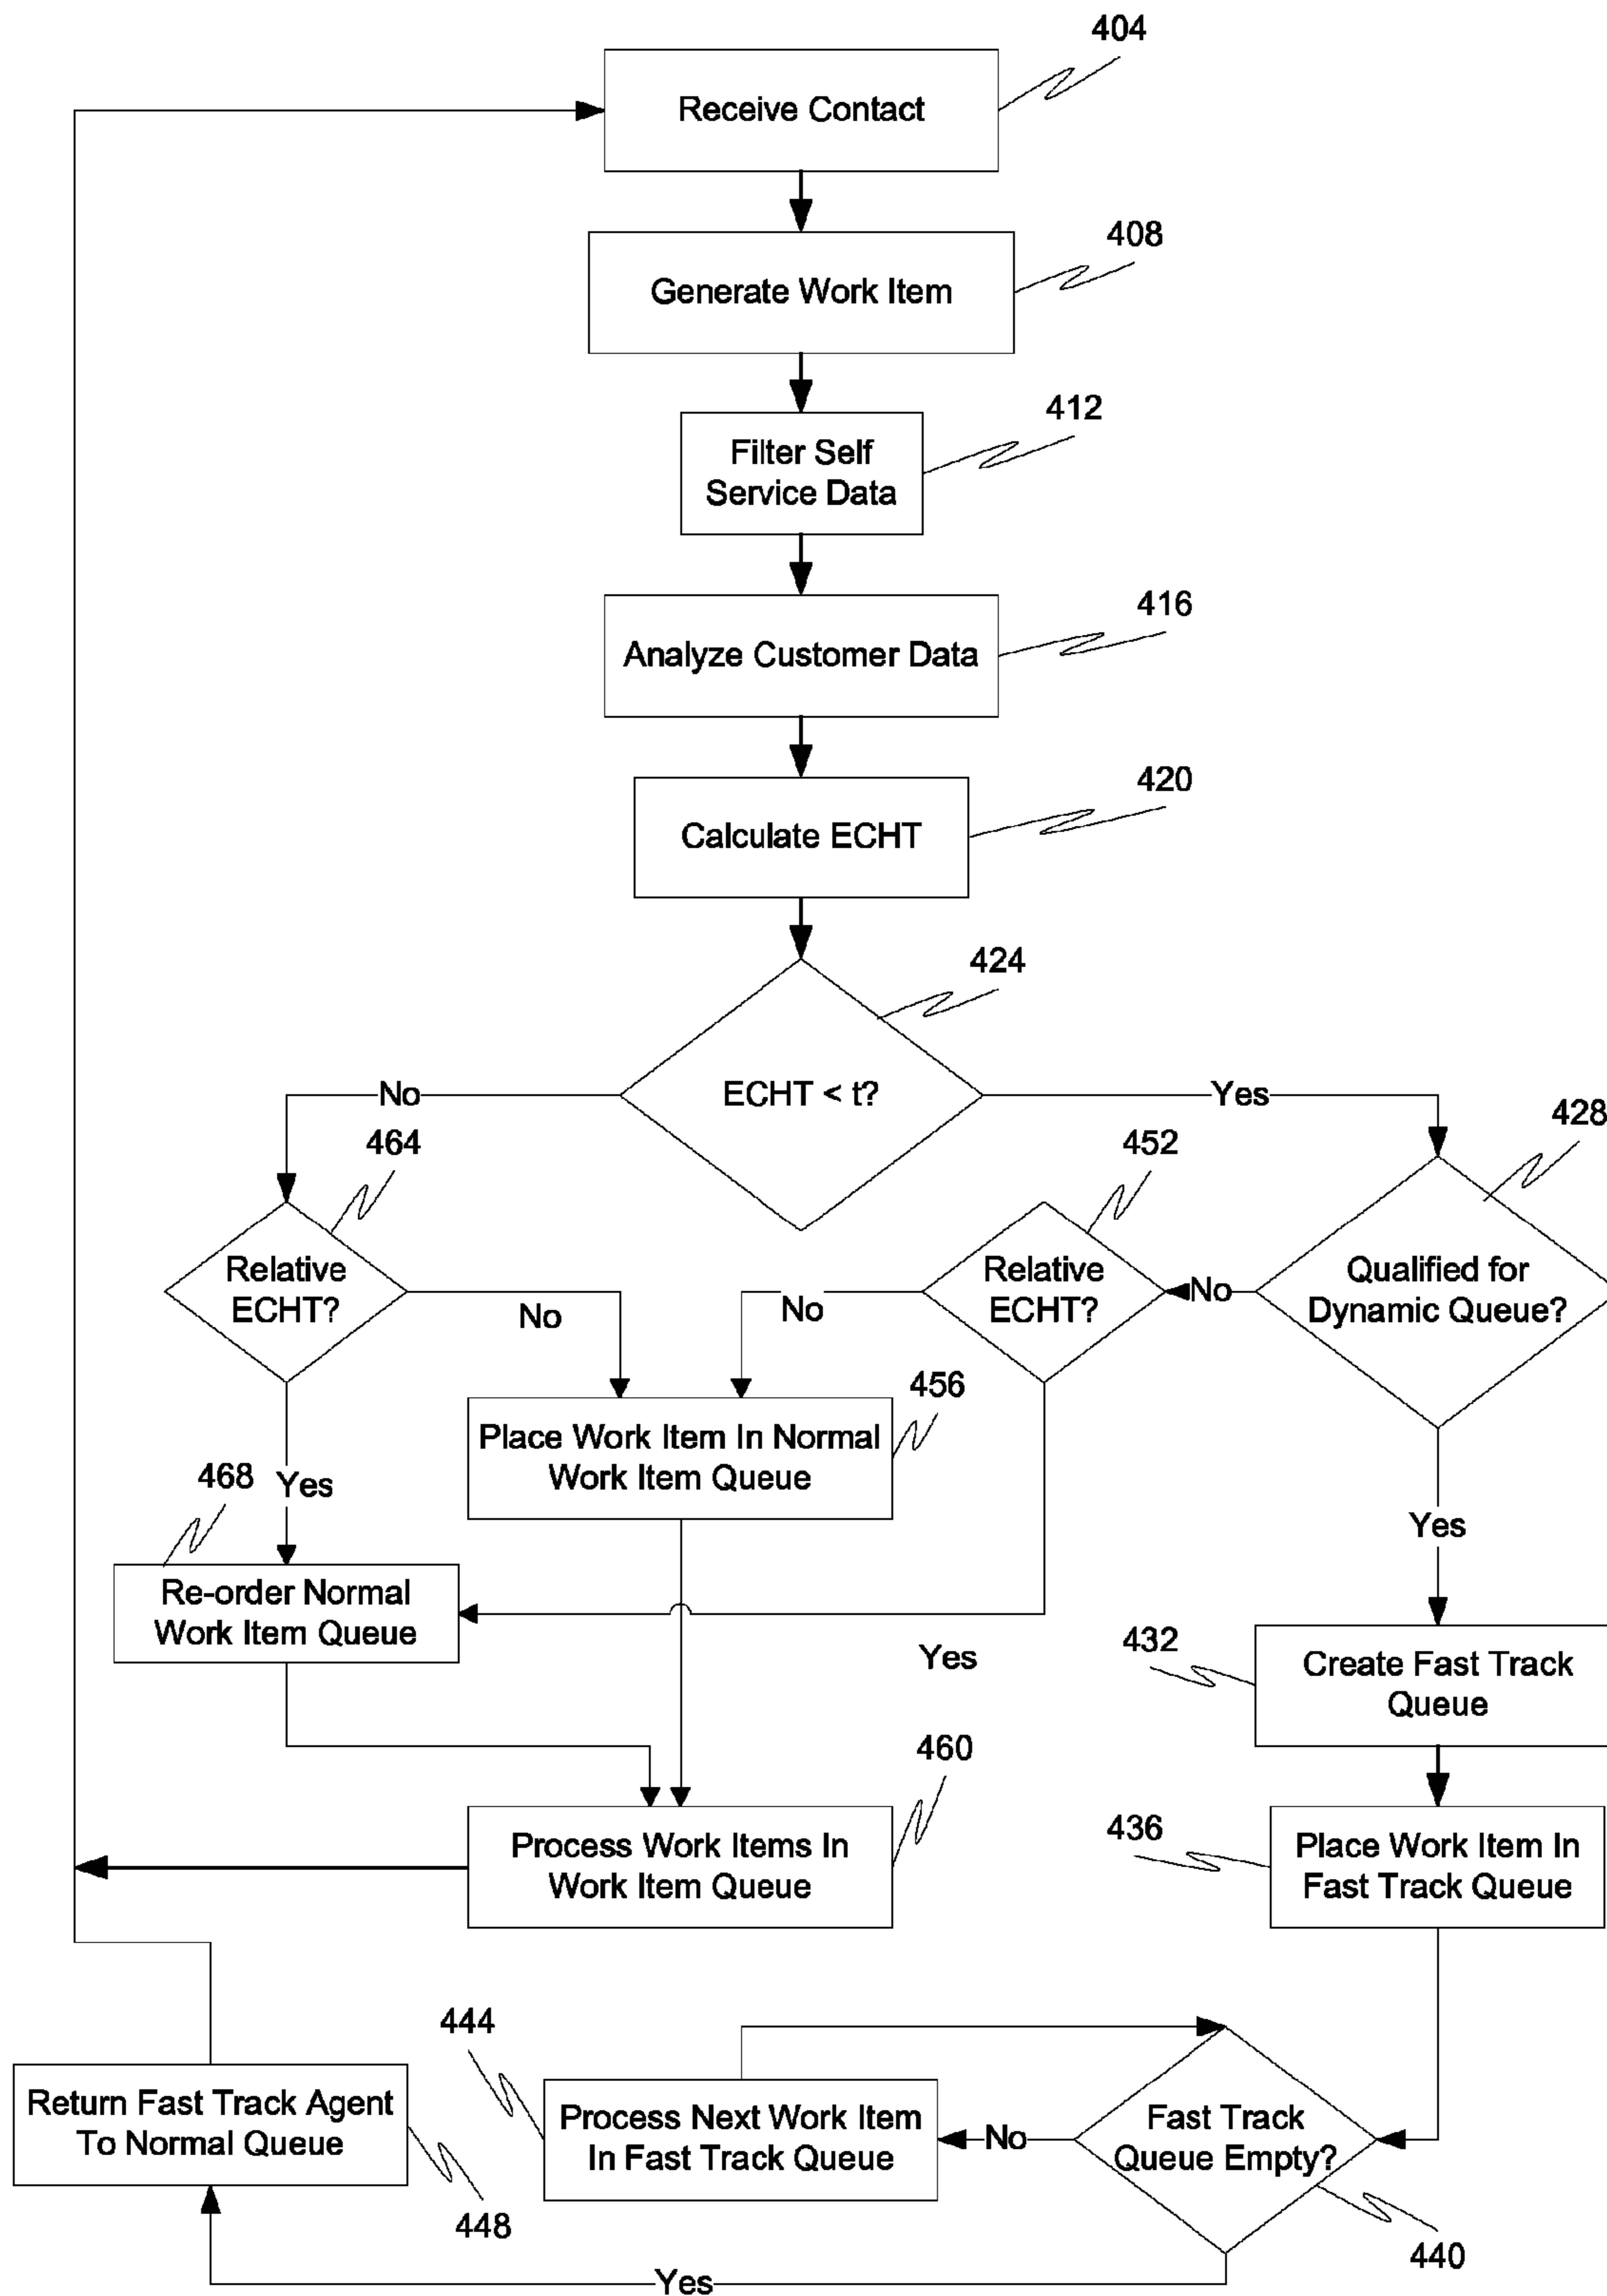 404
Receive Contact
408
Generate Work Item
412
Filter Self
Service Data
416
Analyze Customer Data
420
Calculate ECHT
424
ECHT < t?
No
Yes
428
464
452
Relative
ECHT?
Relative
ECHT?
Qualified for
Dynamic Queue?
No
No
No
456
Place Work Item In Normal
Work Item Queue
468
Yes
Yes
Re-order Normal
Work Item Queue
Yes
432
Create Fast Track
Queue
460
Process Work Items In
Work Item Queue
436
Place Work Item In
Fast Track Queue
444
Return Fast Track Agent
To Normal Queue
Process Next Work Item
In Fast Track Queue
No
Fast Track
Queue Empty?
448
440
Yes